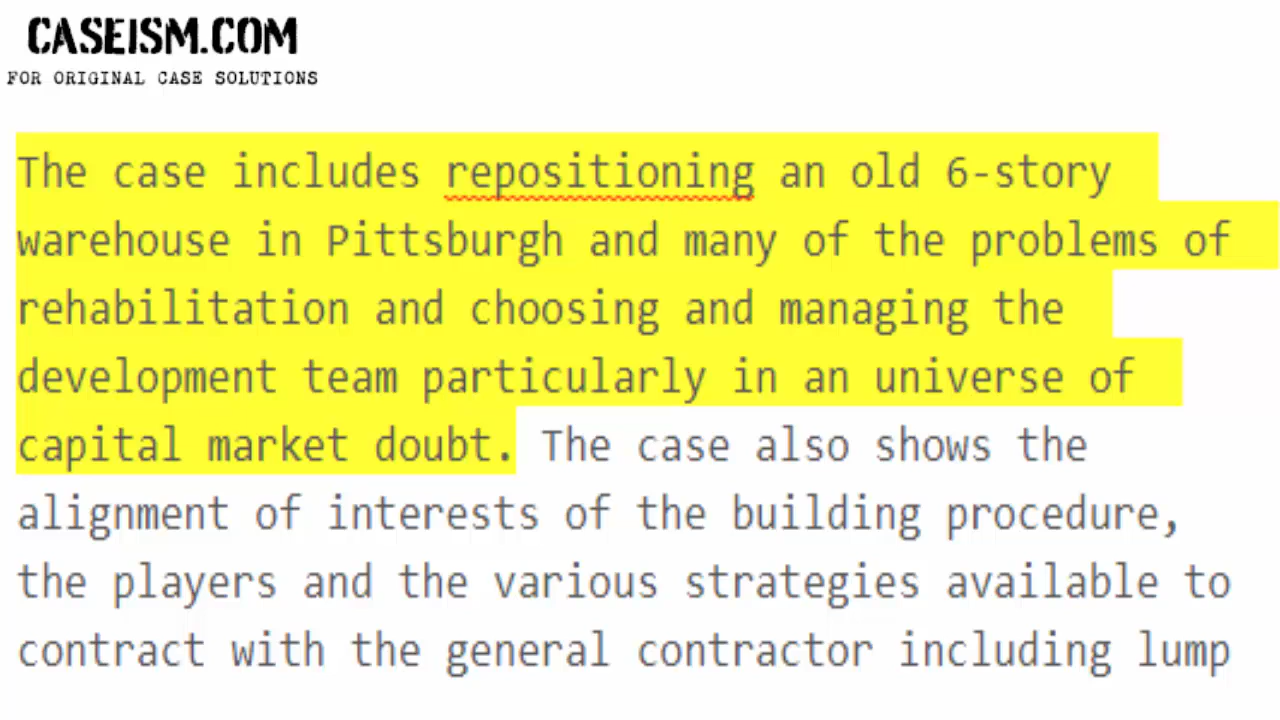 CASEISM.COM
FOR ORIGINAL CASE SOLUTIONS
The case includes repositioning an old 6-story
warehouse in Pittsburgh and many of the problems of
rehabilitation and choosing and managing the
development team particularly in an universe of
capital market doubt. The case also shows the
alignment of interests of the building procedure,
the players and the various strategies available to
contract with the general contractor including lump